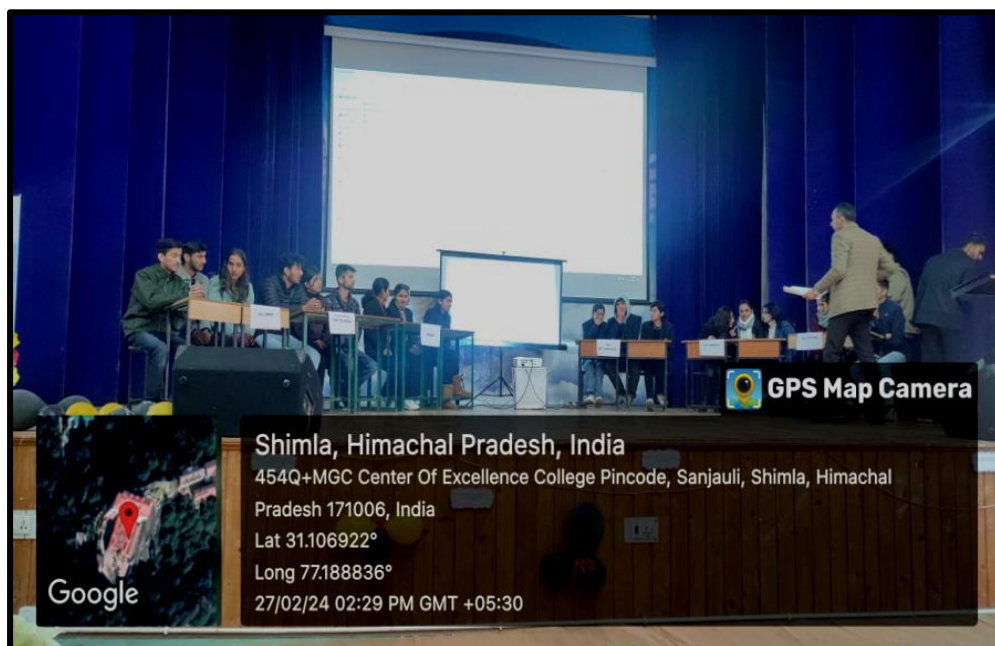 GPS Map Camera
Shimla, Himachal Pradesh, India
454Q+MGC Center Of Excellence College Pincode, Sanjauli, Shimla, Himachal
Pradesh 171006, India
Lat 31.106922°
Long 77.188836°
27/02/24 02:29 PM GMT +05:30
Google